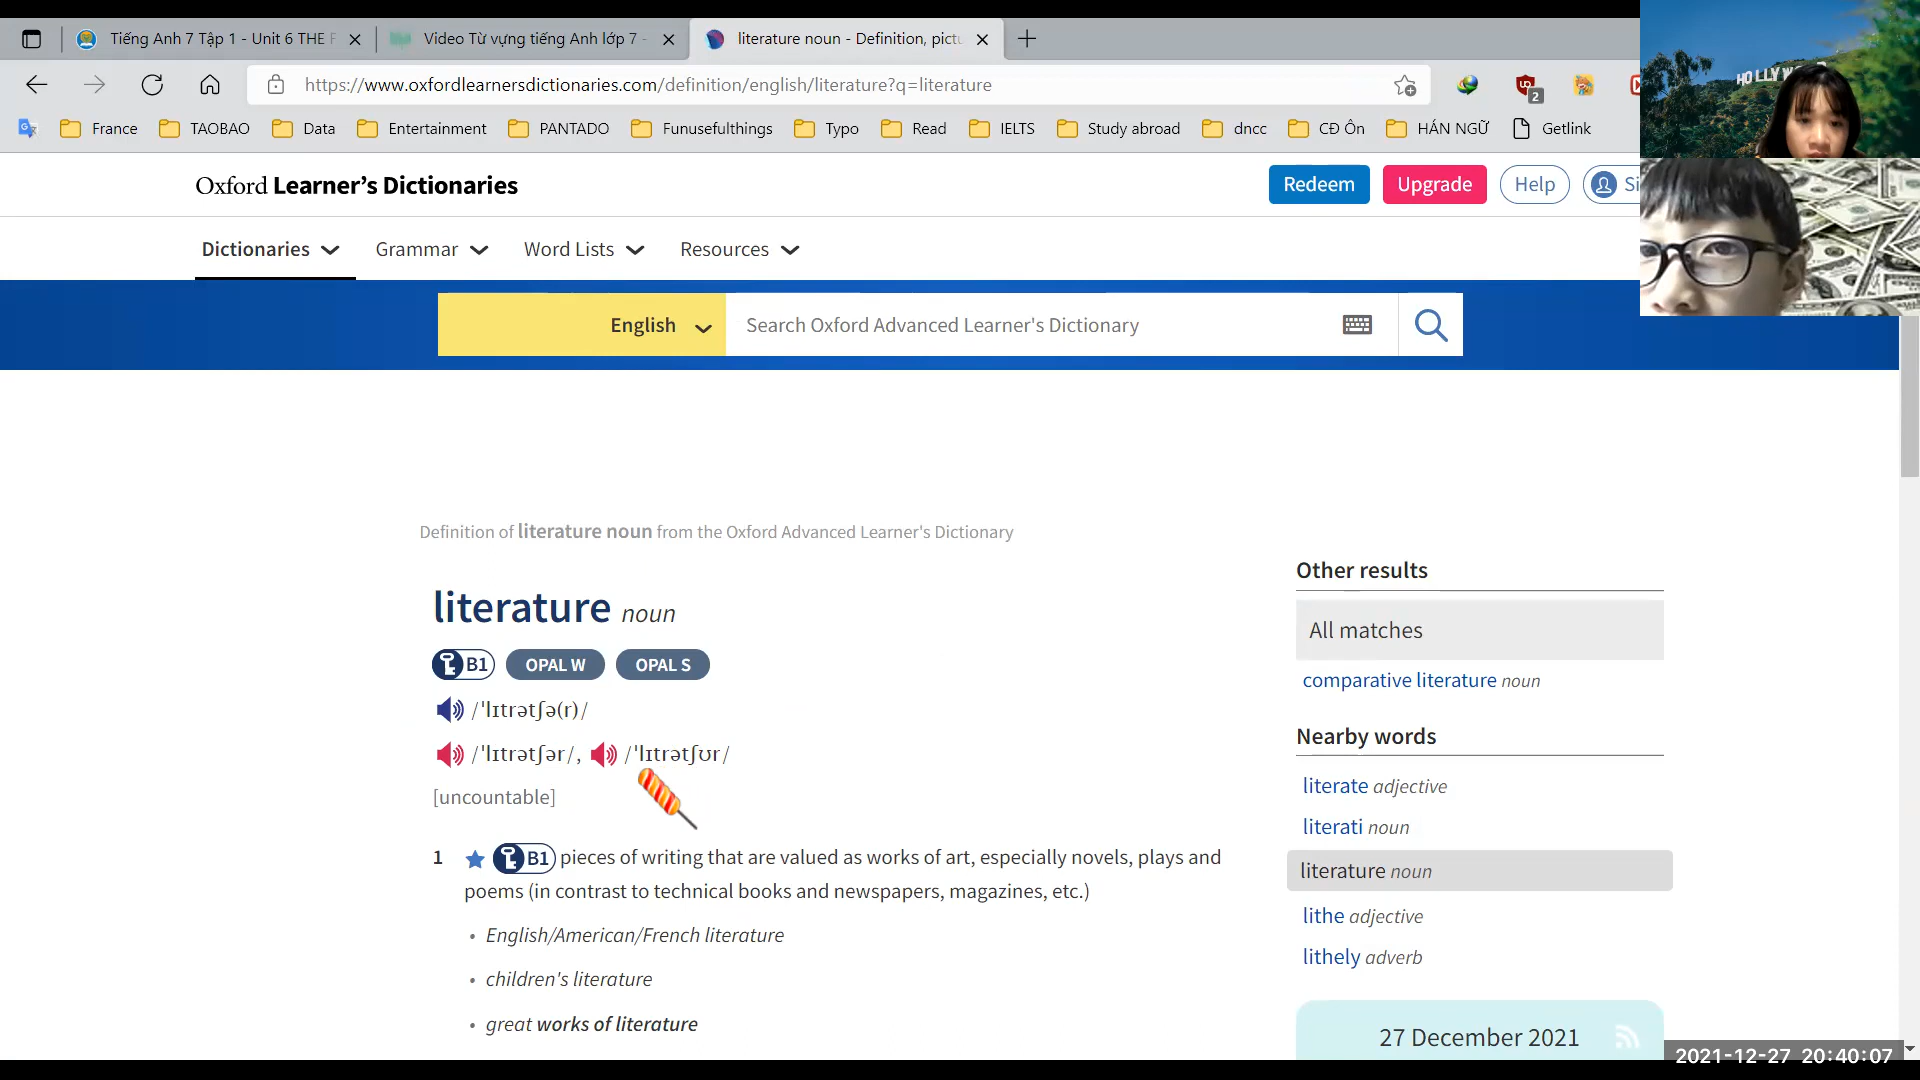 Tiếng Anh 7 Tập 1 - Unit 6 THE F
Video Từ vựng tiếng Anh lớp 7 -
literature noun - Definition, pictu
https://www.oxfordlearnersdictionaries.com/definition/english/literature?q=literature
2
France TAOBAO Data Entertainment PANTADO Funusefulthings Typo Read IELTS Study abroad dncc CĐ Ôn HÁN NGỮ Getlink
HOLLYWOOD
Oxford Learner's Dictionaries
Redeem Upgrade Help Si
Dictionaries Grammar Word Lists Resources
English Search Oxford Advanced Learner's Dictionary
Definition of literature noun from the Oxford Advanced Learner's Dictionary
literature noun
B1 OPAL W OPAL S
/ˈlɪtrətʃə(r)/
/ˈlɪtrətʃər/, /ˈlɪtrətʃʊr/
[uncountable]
1 B1 pieces of writing that are valued as works of art, especially novels, plays and
poems (in contrast to technical books and newspapers, magazines, etc.)
• English/American/French literature
• children's literature
• great works of literature
Other results
All matches
comparative literature noun
Nearby words
literate adjective
literati noun
literature noun
lithe adjective
lithely adverb
27 December 2021
2021-12-27 20:40:07